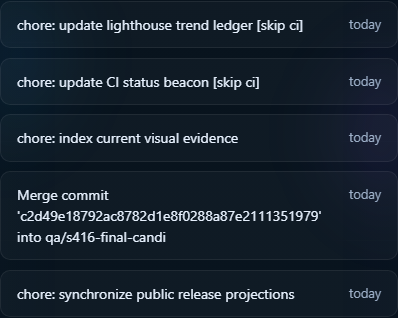 chore: update lighthouse trend ledger [skip ci]
today
chore: update CI status beacon [skip ci]
today
chore: index current visual evidence
today
Merge commit
today
'c2d49e18792ac8782d1e8f0288a87e2111351979'
into qa/s416-final-candi
chore: synchronize public release projections
today